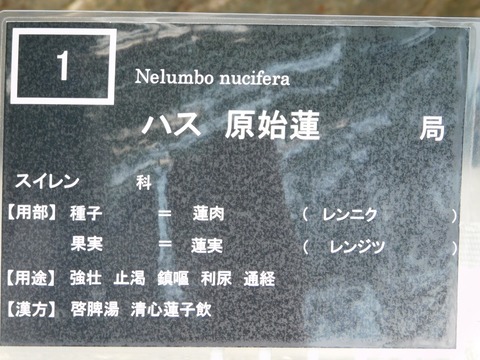 1
Nelumbo nucifera
ハス 原始蓮 局
スイレン 科
【用部】 種子 = 蓮肉 ( レンニク )
果実 = 蓮実 ( レンジツ )
【用途】 強壮 止渇 鎮嘔 利尿 通経
【漢方】 啓脾湯 清心蓮子飲